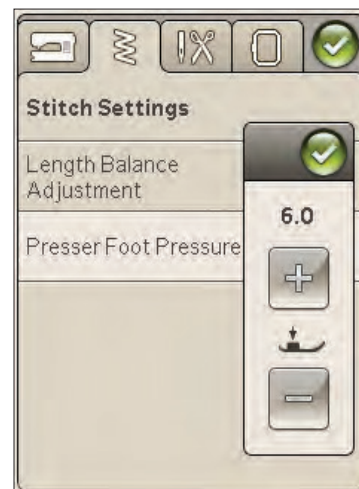 Stitch Settings
Length Balance
Adjustment
6.0
Presser Foot Pressure